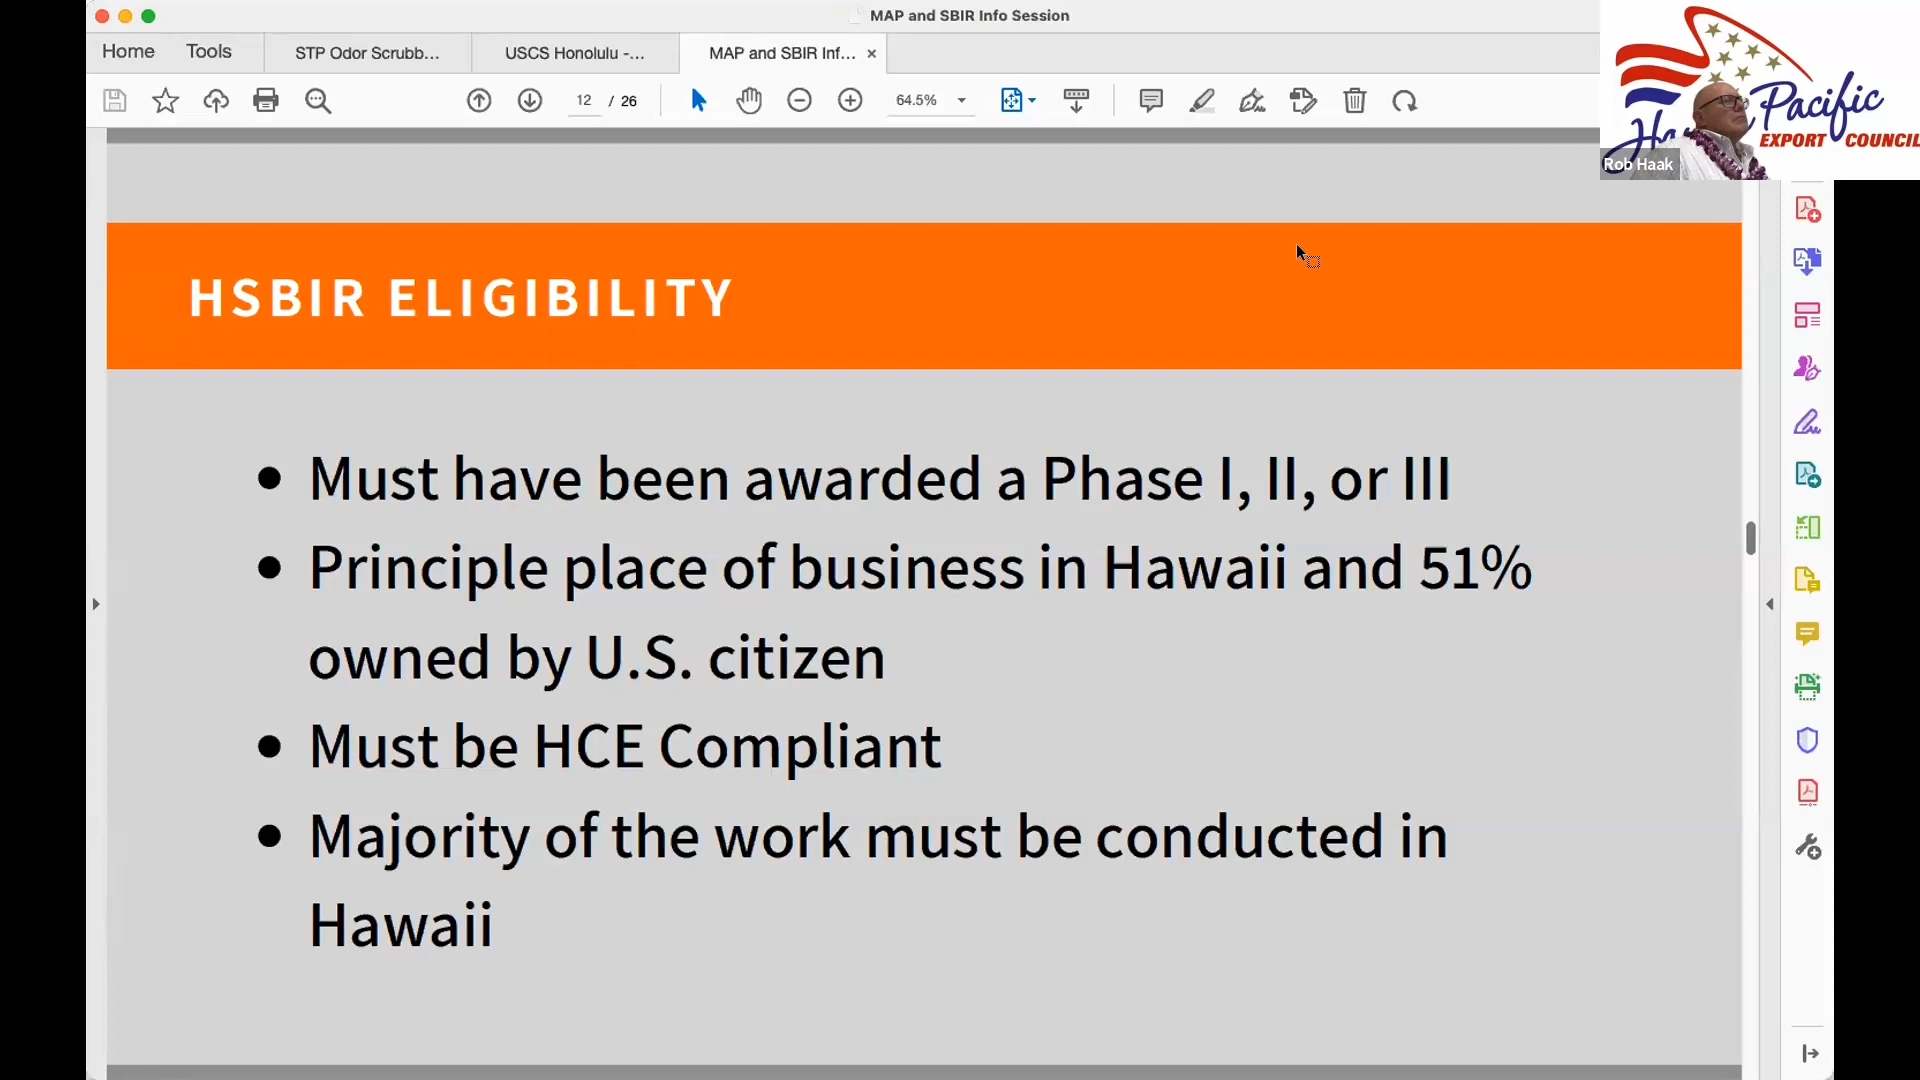 MAP and SBIR Info Session
Home Tools STP Odor Scrubb... USCS Honolulu -... MAP and SBIR Inf... ×
12 / 26 64.5%
Pacific
EXPORT COUNCIL
Rob Haak
HSBIR ELIGIBILITY
• Must have been awarded a Phase I, II, or III
• Principle place of business in Hawaii and 51%
owned by U.S. citizen
• Must be HCE Compliant
• Majority of the work must be conducted in
Hawaii